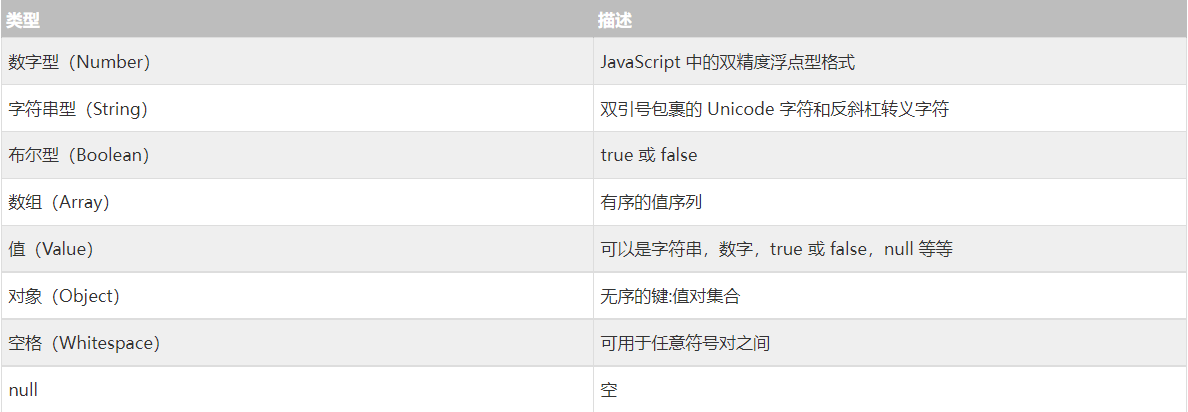 类型 描述
数字型（Number） JavaScript 中的双精度浮点型格式
字符串型（String） 双引号包裹的 Unicode 字符和反斜杠转义字符
布尔型（Boolean） true 或 false
数组（Array） 有序的值序列
值（Value） 可以是字符串，数字，true 或 false，null 等等
对象（Object） 无序的键:值对集合
空格（Whitespace） 可用于任意符号对之间
null 空